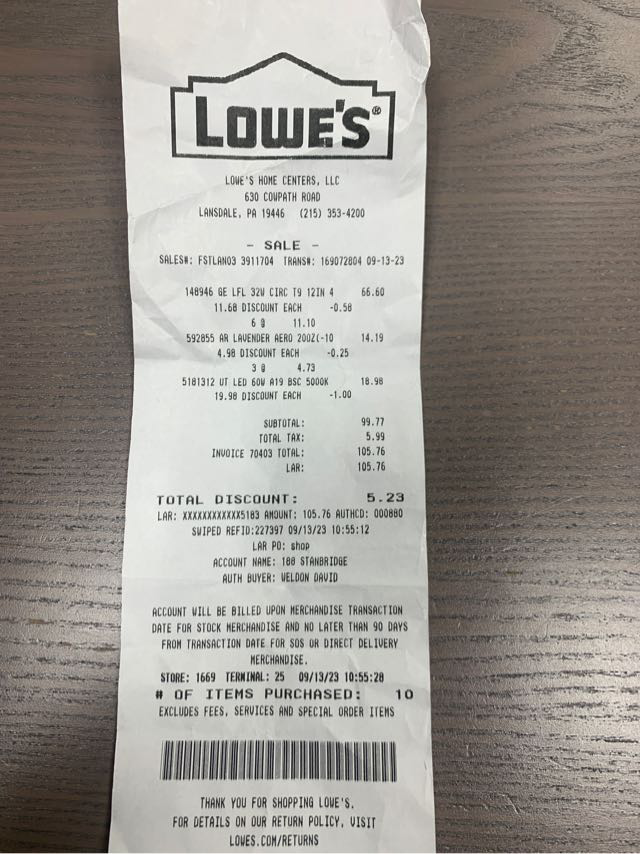 LOWE'S®
LOWE'S HOME CENTERS, LLC
630 COWPATH ROAD
LANSDALE, PA 19446 (215) 353-4200
- SALE -
SALES#: FSTLAN03 3911704 TRANS#: 169072804 09-13-23
148946 GE LFL 32W CIRC T9 12IN 4 66.60
11.68 DISCOUNT EACH -0.58
6 @ 11.10
592855 AR LAVENDER AERO 20OZ(-10 14.19
4.98 DISCOUNT EACH -0.25
3 @ 4.73
5181312 UT LED 60W A19 BSC 5000K 18.98
19.98 DISCOUNT EACH -1.00
SUBTOTAL: 99.77
TOTAL TAX: 5.99
INVOICE 70403 TOTAL: 105.76
LAR: 105.76
TOTAL DISCOUNT: 5.23
LAR: XXXXXXXXXXXX5183 AMOUNT: 105.76 AUTHCD: 000880
SWIPED REFID:227397 09/13/23 10:55:12
LAR PO: shop
ACCOUNT NAME: 188 STANBRIDGE
AUTH BUYER: WELDON DAVID
ACCOUNT WILL BE BILLED UPON MERCHANDISE TRANSACTION
DATE FOR STOCK MERCHANDISE AND NO LATER THAN 90 DAYS
FROM TRANSACTION DATE FOR SOS OR DIRECT DELIVERY
MERCHANDISE.
STORE: 1669 TERMINAL: 25 09/13/23 10:55:28
# OF ITEMS PURCHASED: 10
EXCLUDES FEES, SERVICES AND SPECIAL ORDER ITEMS
THANK YOU FOR SHOPPING LOWE'S.
FOR DETAILS ON OUR RETURN POLICY, VISIT
LOWES.COM/RETURNS